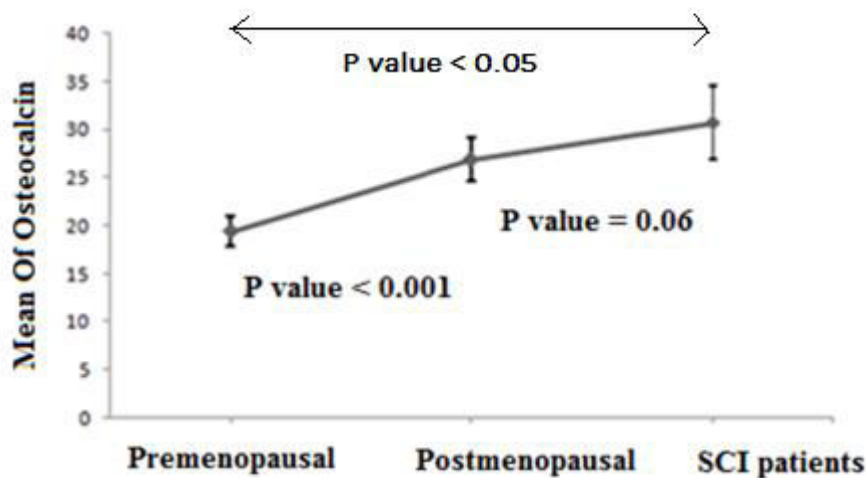 40
35
30
25
20
15
10
5
0
Mean Of Osteocalcin
P value < 0.05
P value = 0.06
P value < 0.001
Premenopausal Postmenopausal SCI patients